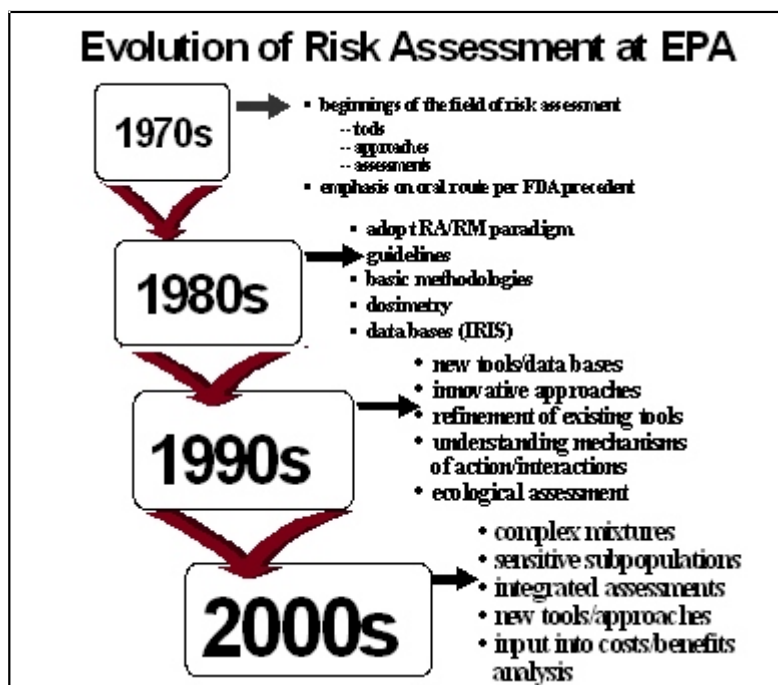 Evolution of Risk Assessment at EPA
1970s
• beginnings of the field of risk assessment
-- tools
-- approaches
-- assessments
• emphasis on oral route per FDA precedent
1980s
• adopt RA/RM paradigm
• guidelines
• basic methodologies
• dosimetry
• data bases (IRIS)
1990s
• new tools/data bases
• innovative approaches
• refinement of existing tools
• understanding mechanisms
of action/interactions
• ecological assessment
2000s
• complex mixtures
• sensitive subpopulations
• integrated assessments
• new tools/approaches
• input into costs/benefits
analysis